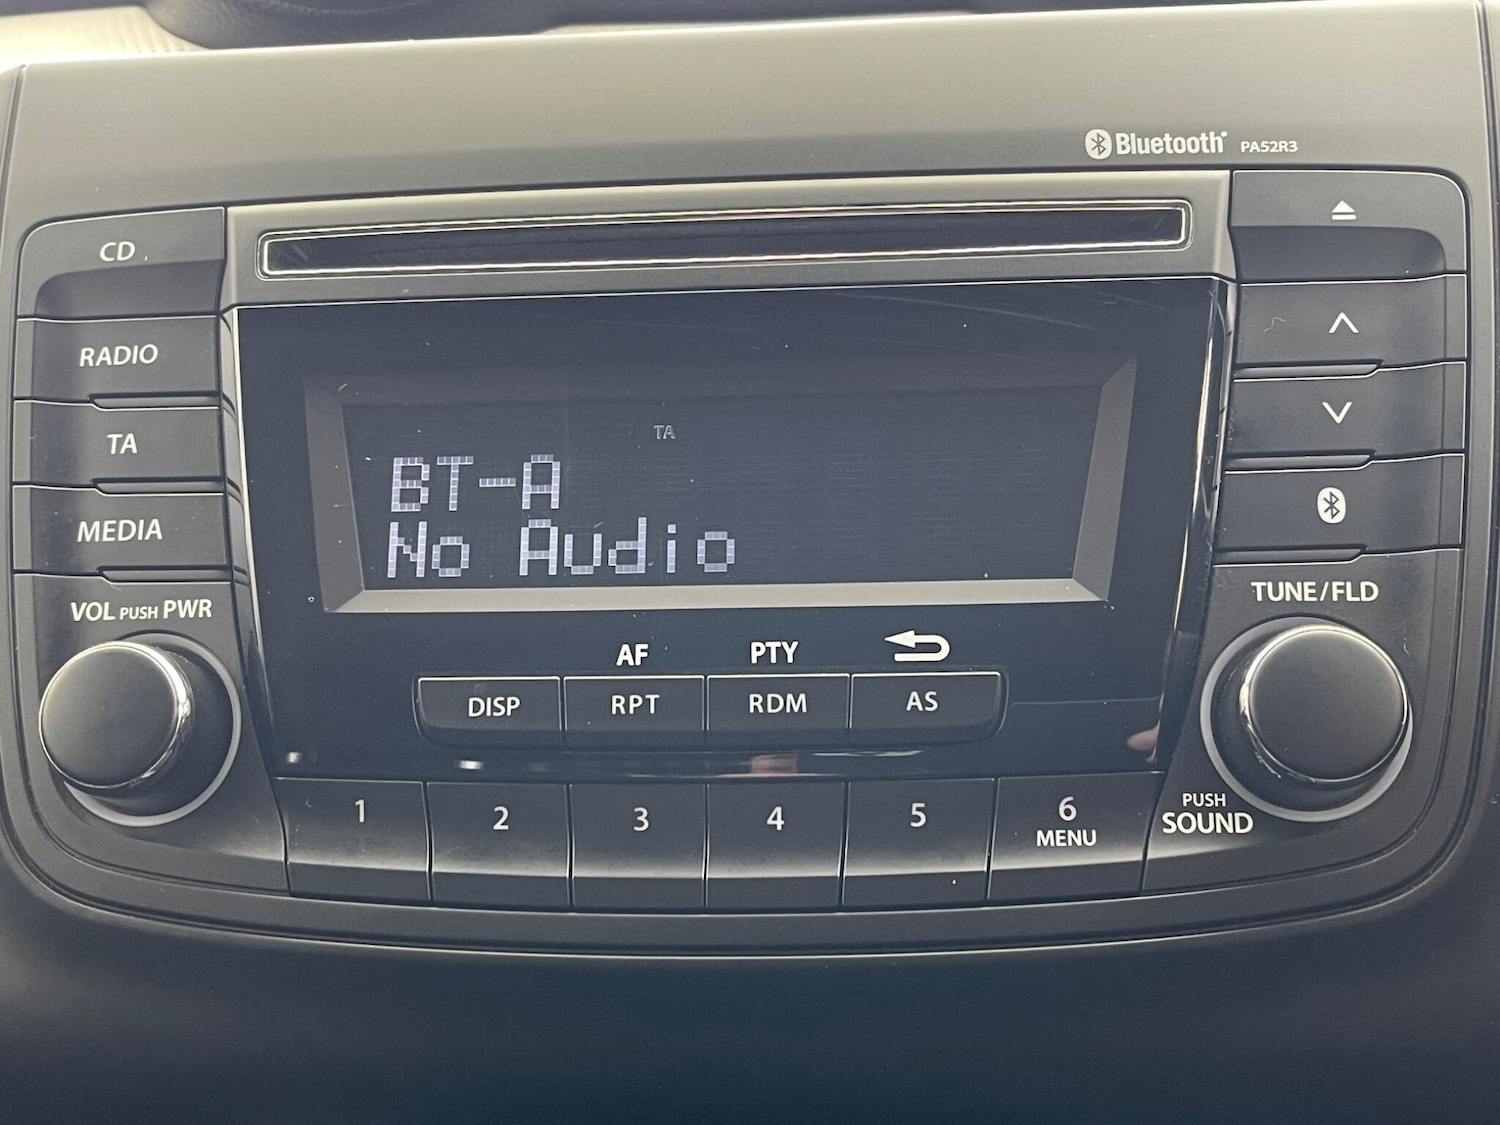 Bluetooth PA52R3
CD
RADIO
TA
MEDIA
VOL PUSH PWR
TA
BT-A
No Audio
AF PTY
DISP RPT RDM AS
1 2 3 4 5 6
MENU
TUNE/FLD
PUSH
SOUND